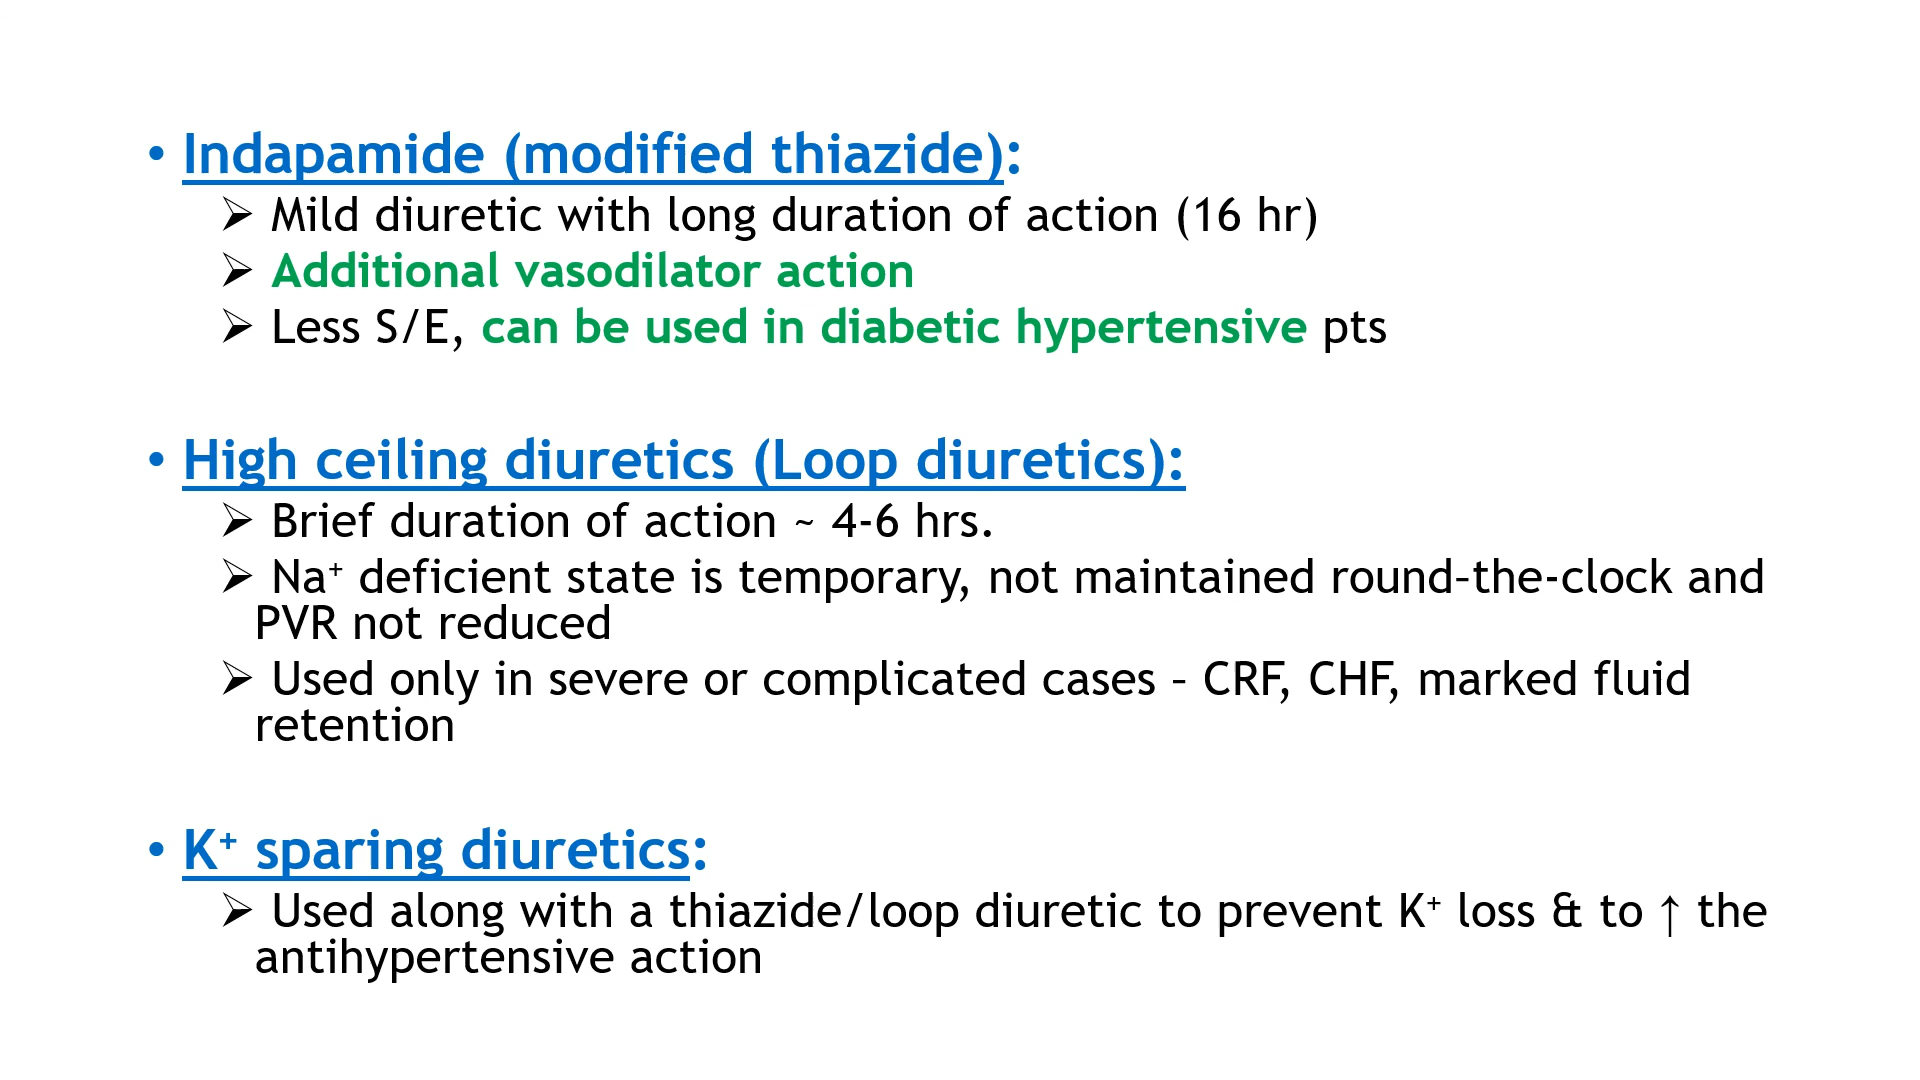 • Indapamide (modified thiazide):
➢ Mild diuretic with long duration of action (16 hr)
➢ Additional vasodilator action
➢ Less S/E, can be used in diabetic hypertensive pts
• High ceiling diuretics (Loop diuretics):
➢ Brief duration of action ~ 4-6 hrs.
➢ Na⁺ deficient state is temporary, not maintained round-the-clock and
PVR not reduced
➢ Used only in severe or complicated cases – CRF, CHF, marked fluid
retention
• K⁺ sparing diuretics:
➢ Used along with a thiazide/loop diuretic to prevent K⁺ loss & to ↑ the
antihypertensive action